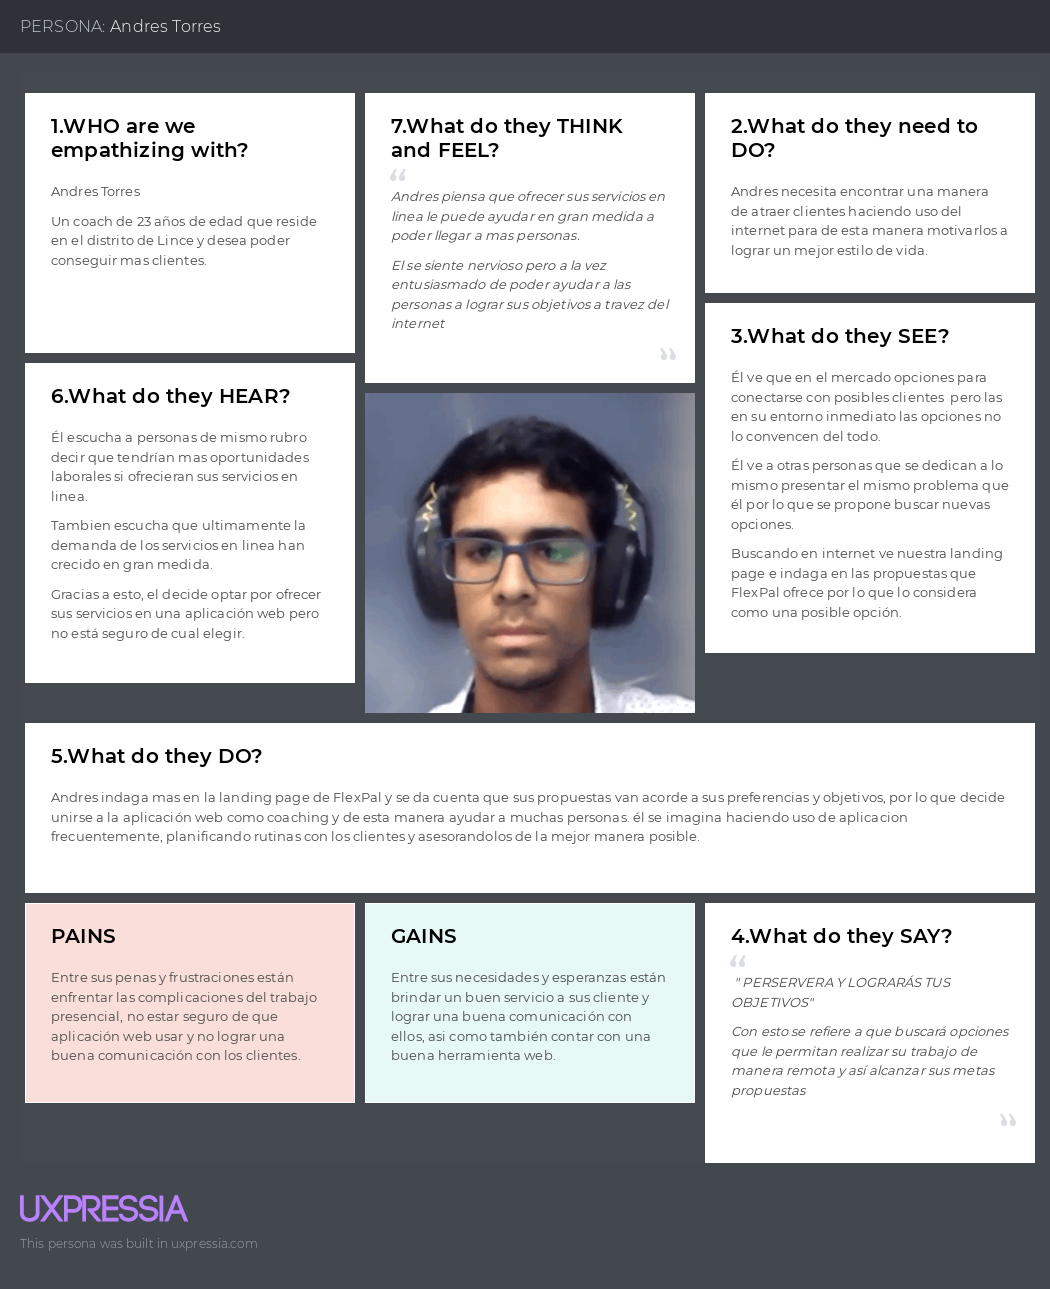 PERSONA: Andres Torres
1.WHO are we
empathizing with?
Andres Torres
Un coach de 23 años de edad que reside
en el distrito de Lince y desea poder
conseguir mas clientes.
7.What do they THINK
and FEEL?
“
Andres piensa que ofrecer sus servicios en
linea le puede ayudar en gran medida a
poder llegar a mas personas.
El se siente nervioso pero a la vez
entusiasmado de poder ayudar a las
personas a lograr sus objetivos a travez del
internet
”
2.What do they need to
DO?
Andres necesita encontrar una manera
de atraer clientes haciendo uso del
internet para de esta manera motivarlos a
lograr un mejor estilo de vida.
3.What do they SEE?
Él ve que en el mercado opciones para
conectarse con posibles clientes pero las
en su entorno inmediato las opciones no
lo convencen del todo.
Él ve a otras personas que se dedican a lo
mismo presentar el mismo problema que
él por lo que se propone buscar nuevas
opciones.
Buscando en internet ve nuestra landing
page e indaga en las propuestas que
FlexPal ofrece por lo que lo considera
como una posible opción.
6.What do they HEAR?
Él escucha a personas de mismo rubro
decir que tendrían mas oportunidades
laborales si ofrecieran sus servicios en
linea.
Tambien escucha que ultimamente la
demanda de los servicios en linea han
crecido en gran medida.
Gracias a esto, el decide optar por ofrecer
sus servicios en una aplicación web pero
no está seguro de cual elegir.
5.What do they DO?
Andres indaga mas en la landing page de FlexPal y se da cuenta que sus propuestas van acorde a sus preferencias y objetivos, por lo que decide
unirse a la aplicación web como coaching y de esta manera ayudar a muchas personas. él se imagina haciendo uso de aplicacion
frecuentemente, planificando rutinas con los clientes y asesorandolos de la mejor manera posible.
PAINS
Entre sus penas y frustraciones están
enfrentar las complicaciones del trabajo
presencial, no estar seguro de que
aplicación web usar y no lograr una
buena comunicación con los clientes.
GAINS
Entre sus necesidades y esperanzas están
brindar un buen servicio a sus cliente y
lograr una buena comunicación con
ellos, asi como también contar con una
buena herramienta web.
4.What do they SAY?
“
" PERSERVERA Y LOGRARÁS TUS
OBJETIVOS"
Con esto se refiere a que buscará opciones
que le permitan realizar su trabajo de
manera remota y así alcanzar sus metas
propuestas
”
UXPRESSIA
This persona was built in uxpressia.com